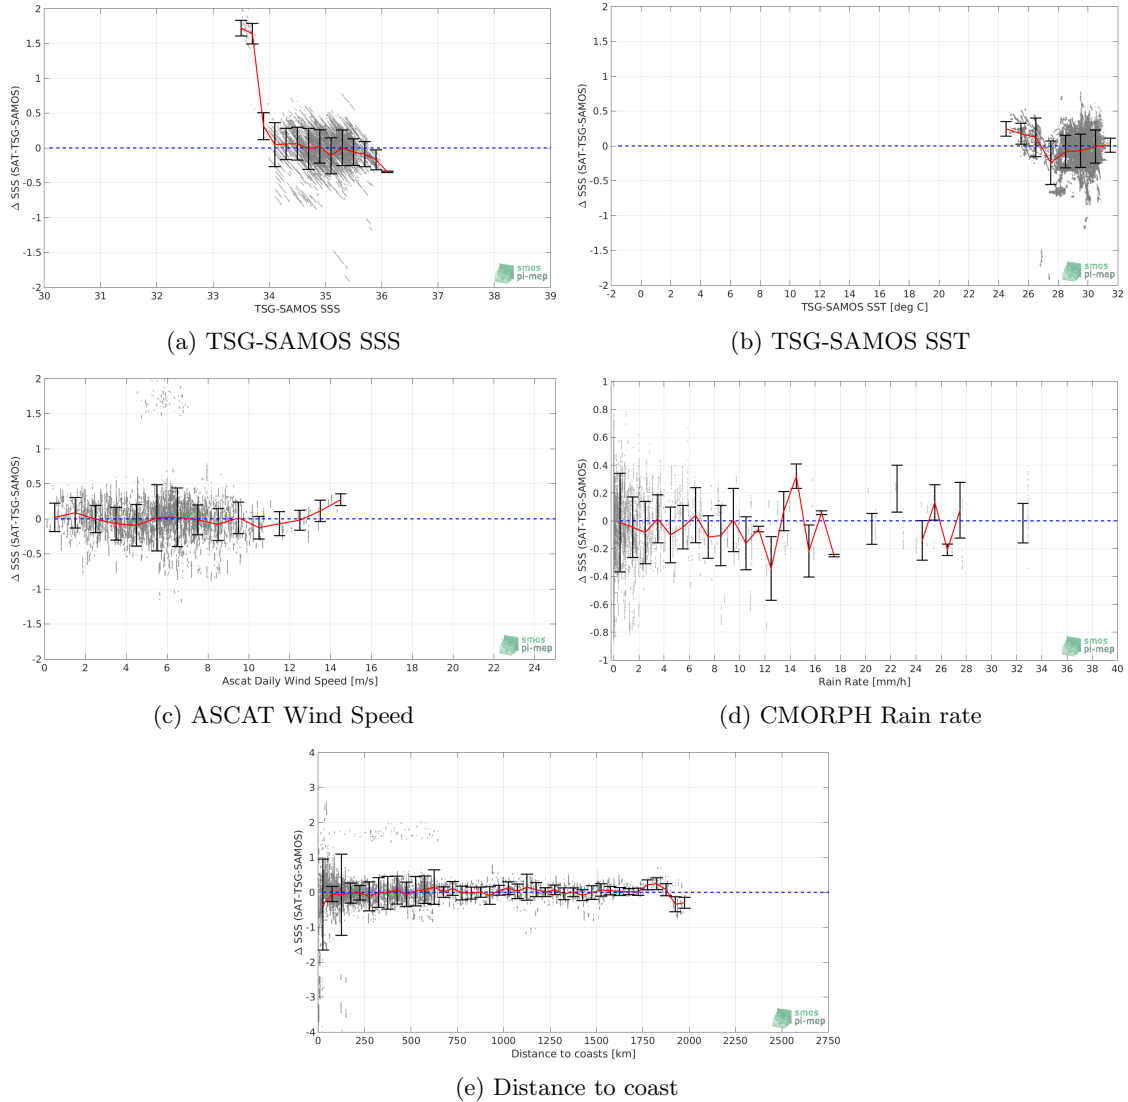 2
1.5
1
0.5
0
-0.5
-1
-1.5
-2
Δ SSS (SAT-TSG-SAMOS)
30 31 32 33 34 35 36 37 38 39
TSG-SAMOS SSS
smos
pi-mep
(a) TSG-SAMOS SSS
2
1.5
1
0.5
0
-0.5
-1
-1.5
-2
Δ SSS (SAT-TSG-SAMOS)
-2 0 2 4 6 8 10 12 14 16 18 20 22 24 26 28 30 32
TSG-SAMOS SST [deg C]
smos
pi-mep
(b) TSG-SAMOS SST
2
1.5
1
0.5
0
-0.5
-1
-1.5
-2
Δ SSS (SAT-TSG-SAMOS)
0 2 4 6 8 10 12 14 16 18 20 22 24
Ascat Daily Wind Speed [m/s]
smos
pi-mep
(c) ASCAT Wind Speed
1
0.8
0.6
0.4
0.2
0
-0.2
-0.4
-0.6
-0.8
-1
Δ SSS (SAT-TSG-SAMOS)
0 2 4 6 8 10 12 14 16 18 20 22 24 26 28 30 32 34 36 38 40
Rain Rate [mm/h]
smos
pi-mep
(d) CMORPH Rain rate
4
3
2
1
0
-1
-2
-3
-4
Δ SSS (SAT-TSG-SAMOS)
0 250 500 750 1000 1250 1500 1750 2000 2250 2500 2750
Distance to coasts [km]
smos
pi-mep
(e) Distance to coast